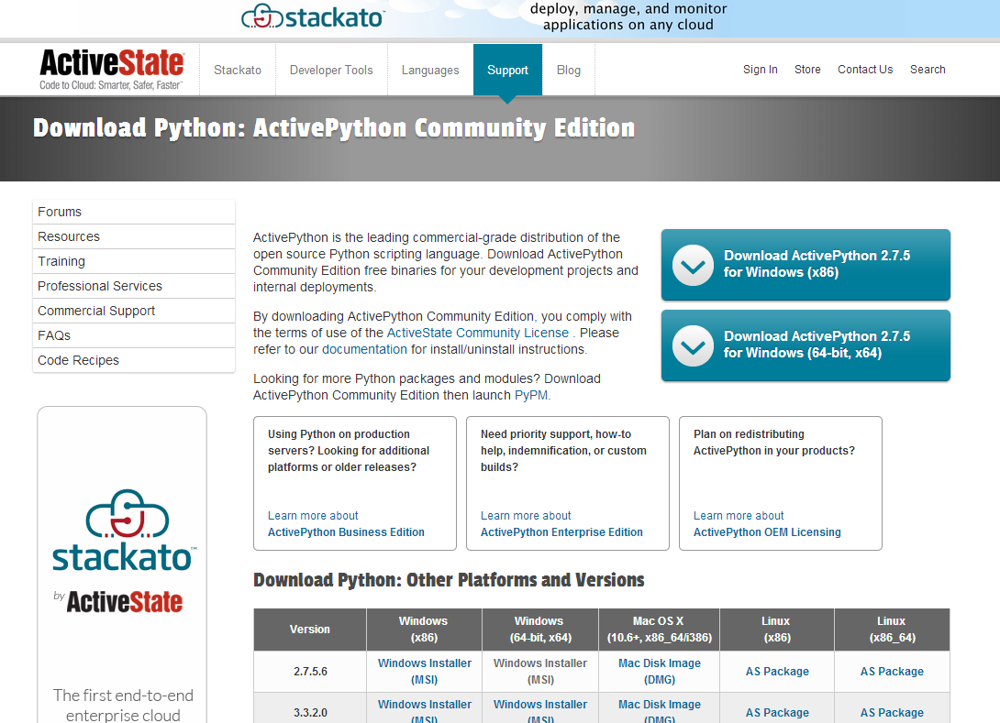 stackato™
deploy, manage, and monitor
applications on any cloud
ActiveState
Code to Cloud: Smarter, Safer, Faster™
Stackato
Developer Tools
Languages
Support
Blog
Sign In
Store
Contact Us
Search
Download Python: ActivePython Community Edition
Forums
Resources
Training
Professional Services
Commercial Support
FAQs
Code Recipes
ActivePython is the leading commercial-grade distribution of the
open source Python scripting language. Download ActivePython
Community Edition free binaries for your development projects and
internal deployments.
By downloading ActivePython Community Edition, you comply with
the terms of use of the ActiveState Community License . Please
refer to our documentation for install/uninstall instructions.
Looking for more Python packages and modules? Download
ActivePython Community Edition then launch PyPM.
Download ActivePython 2.7.5
for Windows (x86)
Download ActivePython 2.7.5
for Windows (64-bit, x64)
Using Python on production
servers? Looking for additional
platforms or older releases?
Learn more about
ActivePython Business Edition
Need priority support, how-to
help, indemnification, or custom
builds?
Learn more about
ActivePython Enterprise Edition
Plan on redistributing
ActivePython in your products?
Learn more about
ActivePython OEM Licensing
stackato™
by ActiveState
The first end-to-end
enterprise cloud
Download Python: Other Platforms and Versions
Version
Windows
(x86)
Windows
(64-bit, x64)
Mac OS X
(10.6+, x86_64/i386)
Linux
(x86)
Linux
(x86_64)
2.7.5.6
Windows Installer
(MSI)
Windows Installer
(MSI)
Mac Disk Image
(DMG)
AS Package
AS Package
3.3.2.0
Windows Installer
(MSI)
Windows Installer
(MSI)
Mac Disk Image
(DMG)
AS Package
AS Package